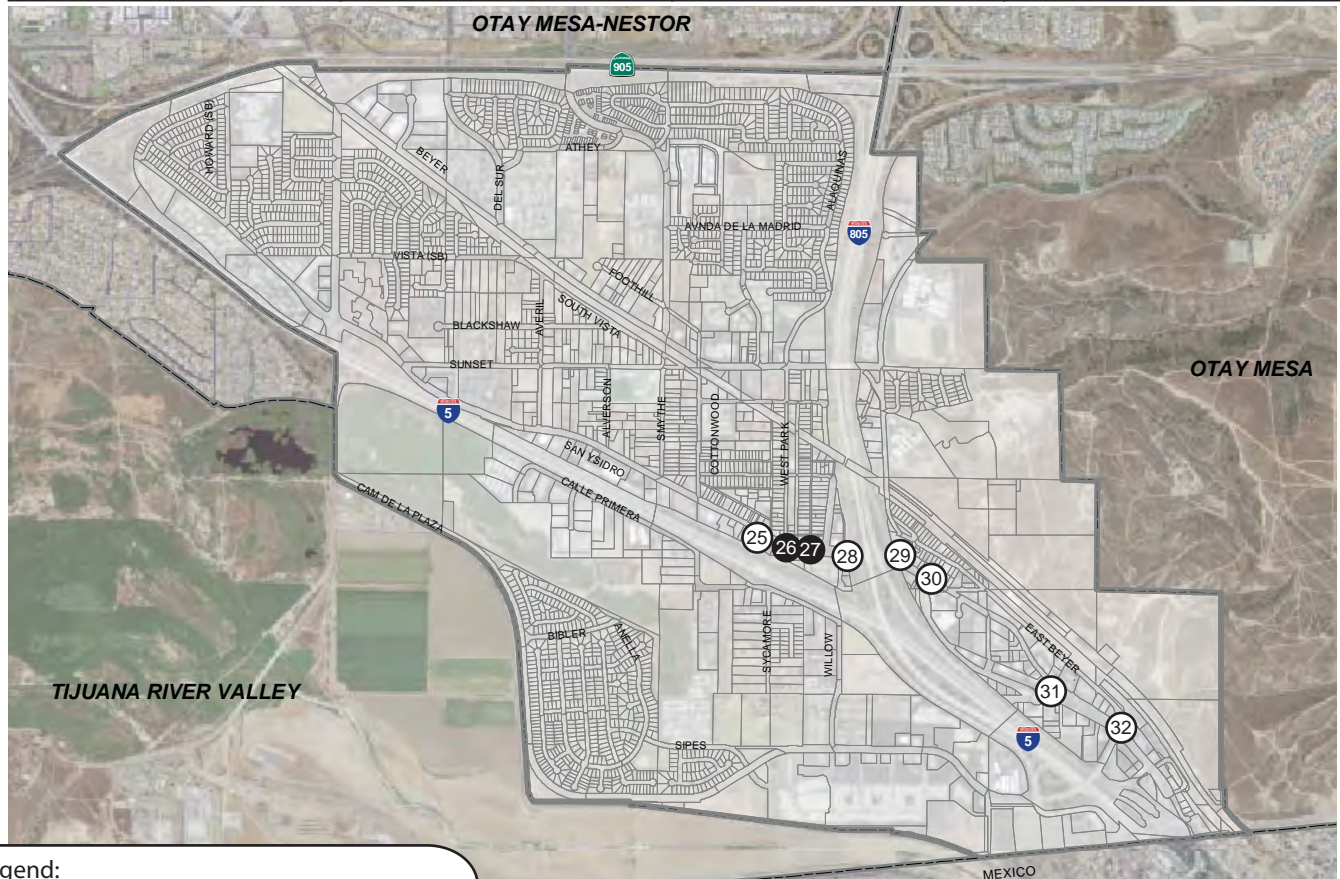 OTAY MESA-NESTOR
905
HOWARD (SB)
BEYER
DEL SUR
ATHEY
ALAQUINAS
AVNDA DE LA MADRID
805
VISTA (SB)
FOOTHILL
SOUTH VISTA
AVERIL
BLACKSHAW
SUNSET
OTAY MESA
5
ALVERSON
SMYTHE
COTTONWOOD
WEST PARK
SAN YSIDRO
CALLE PRIMERA
CAM DE LA PLAZA
25
26
27
28
29
30
BIBLER
ANELLA
SYCAMORE
WILLOW
EAST BEYER
TIJUANA RIVER VALLEY
31
32
5
SIPES
MEXICO
gend: